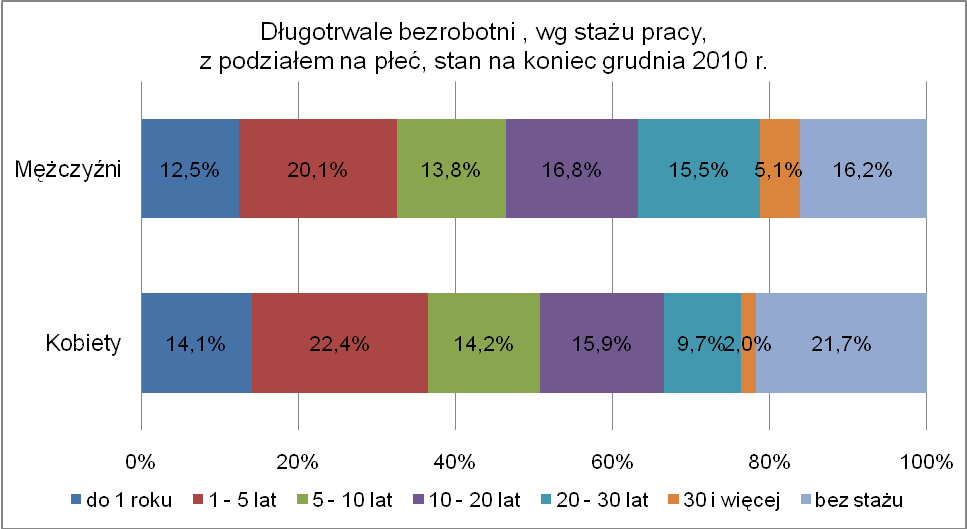 Długotrwale bezrobotni , wg stażu pracy,
z podziałem na płeć, stan na koniec grudnia 2010 r.
Mężczyźni
12,5% 20,1% 13,8% 16,8% 15,5% 5,1% 16,2%
Kobiety
14,1% 22,4% 14,2% 15,9% 9,7% 2,0% 21,7%
0% 20% 40% 60% 80% 100%
do 1 roku 1 - 5 lat 5 - 10 lat 10 - 20 lat 20 - 30 lat 30 i więcej bez stażu